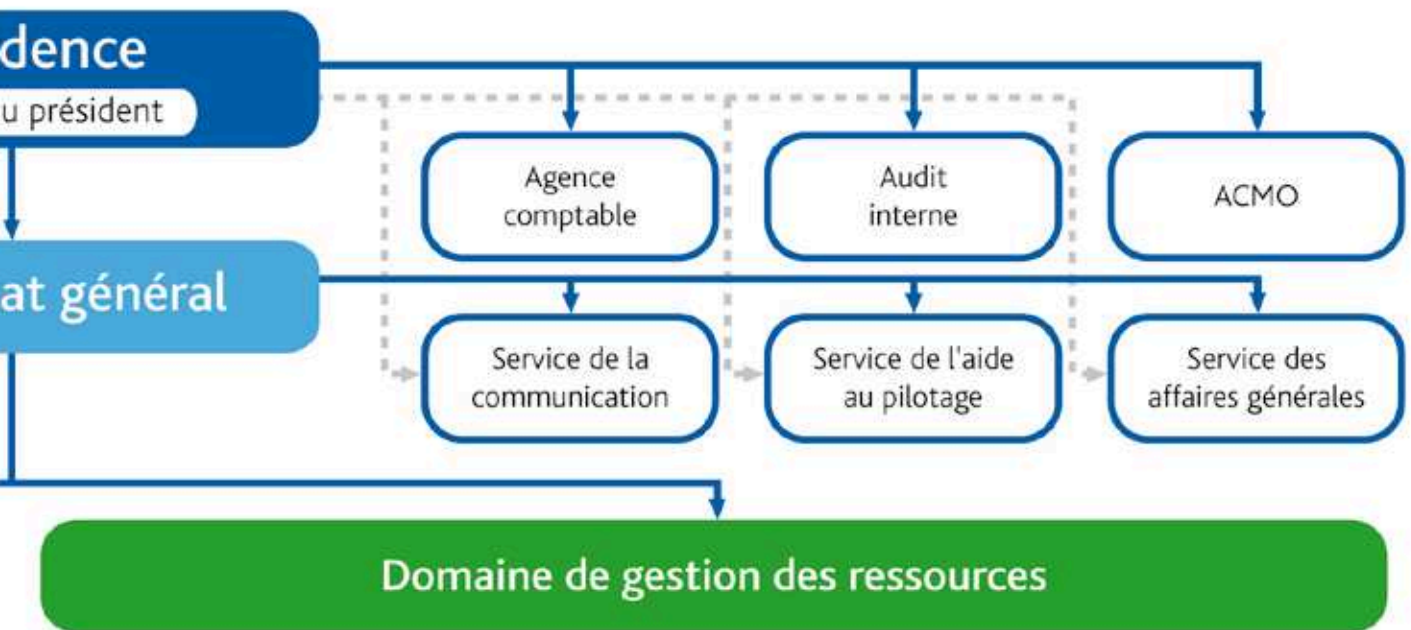 dence
u président
Agence
comptable
Audit
interne
ACMO
at général
Service de la
communication
Service de l'aide
au pilotage
Service des
affaires générales
Domaine de gestion des ressources